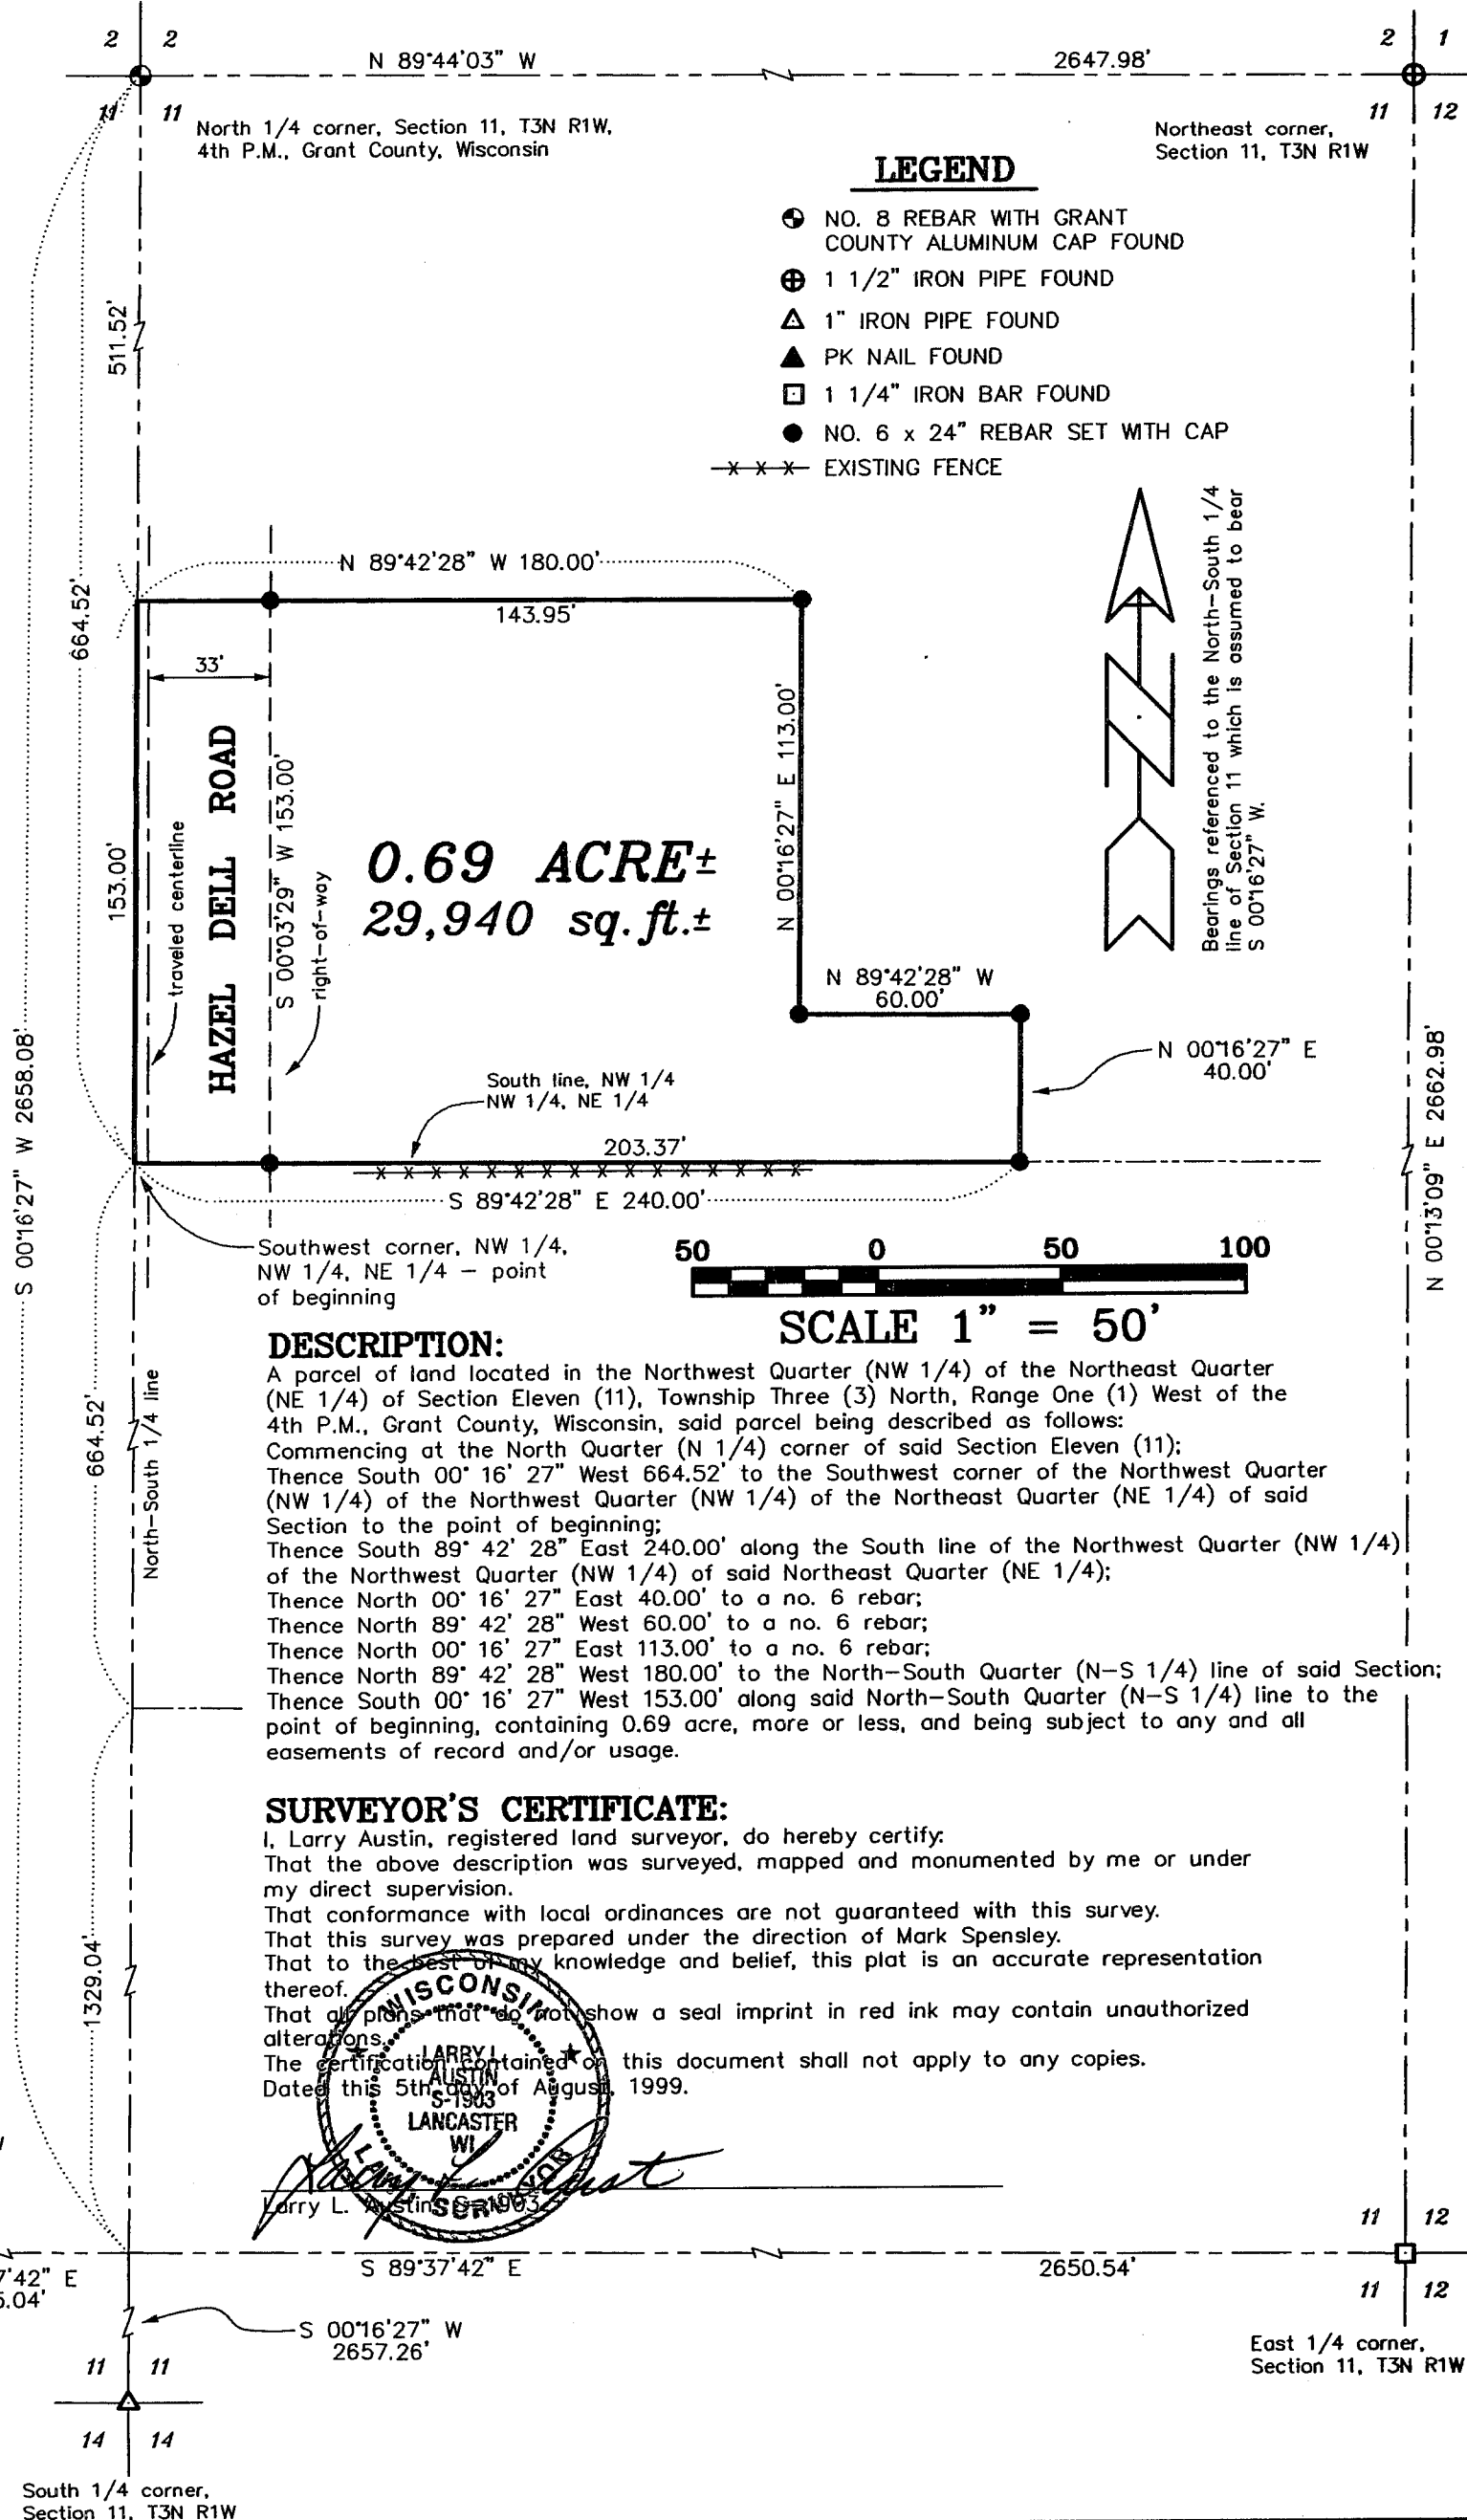 2 2
N 89°44'03" W
2647.98'
2 1
11 11
11 12
North 1/4 corner, Section 11, T3N R1W,
4th P.M., Grant County, Wisconsin
Northeast corner,
Section 11, T3N R1W
LEGEND
NO. 8 REBAR WITH GRANT
COUNTY ALUMINUM CAP FOUND
1 1/2" IRON PIPE FOUND
1" IRON PIPE FOUND
PK NAIL FOUND
1 1/4" IRON BAR FOUND
NO. 6 x 24" REBAR SET WITH CAP
x x x EXISTING FENCE
511.52'
664.52'
S 00°16'27" W 2658.08'
N 89°42'28" W 180.00'
143.95'
33'
153.00'
traveled centerline
HAZEL DELL ROAD
S 00°03'29" W 153.00'
right-of-way
0.69 ACRE±
29,940 sq.ft.±
N 00°16'27" E 113.00'
N 89°42'28" W
60.00'
N 00°16'27" E
40.00'
Bearings referenced to the North-South 1/4
line of Section 11 which is assumed to bear
S 00°16'27" W.
N 00°13'09" E 2662.98'
South line, NW 1/4
NW 1/4, NE 1/4
203.37'
S 89°42'28" E 240.00'
Southwest corner, NW 1/4,
NW 1/4, NE 1/4 - point
of beginning
50 0 50 100
SCALE 1" = 50'
664.52'
North-South 1/4 line
DESCRIPTION:
A parcel of land located in the Northwest Quarter (NW 1/4) of the Northeast Quarter
(NE 1/4) of Section Eleven (11), Township Three (3) North, Range One (1) West of the
4th P.M., Grant County, Wisconsin, said parcel being described as follows:
Commencing at the North Quarter (N 1/4) corner of said Section Eleven (11);
Thence South 00° 16' 27" West 664.52' to the Southwest corner of the Northwest Quarter
(NW 1/4) of the Northwest Quarter (NW 1/4) of the Northeast Quarter (NE 1/4) of said
Section to the point of beginning;
Thence South 89° 42' 28" East 240.00' along the South line of the Northwest Quarter (NW 1/4)
of the Northwest Quarter (NW 1/4) of said Northeast Quarter (NE 1/4);
Thence North 00° 16' 27" East 40.00' to a no. 6 rebar;
Thence North 89° 42' 28" West 60.00' to a no. 6 rebar;
Thence North 00° 16' 27" East 113.00' to a no. 6 rebar;
Thence North 89° 42' 28" West 180.00' to the North-South Quarter (N-S 1/4) line of said Section;
Thence South 00° 16' 27" West 153.00' along said North-South Quarter (N-S 1/4) line to the
point of beginning, containing 0.69 acre, more or less, and being subject to any and all
easements of record and/or usage.
1329.04'
SURVEYOR'S CERTIFICATE:
I, Larry Austin, registered land surveyor, do hereby certify:
That the above description was surveyed, mapped and monumented by me or under
my direct supervision.
That conformance with local ordinances are not guaranteed with this survey.
That this survey was prepared under the direction of Mark Spensley.
That to the best of my knowledge and belief, this plat is an accurate representation
thereof.
That all plans that do not show a seal imprint in red ink may contain unauthorized
alterations.
The certification contained on this document shall not apply to any copies.
Dated this 5th day of August, 1999.
WISCONSIN
LARRY L.
AUSTIN
S-1903
LANCASTER
WI
LAND SURVEYOR
Larry L. Austin
Larry L. Austin S-1903
11 12
S 89°37'42" E
2650.54'
7'42" E
5.04'
11 12
S 00°16'27" W
2657.26'
East 1/4 corner,
Section 11, T3N R1W
11 11
14 14
South 1/4 corner,
Section 11, T3N R1W